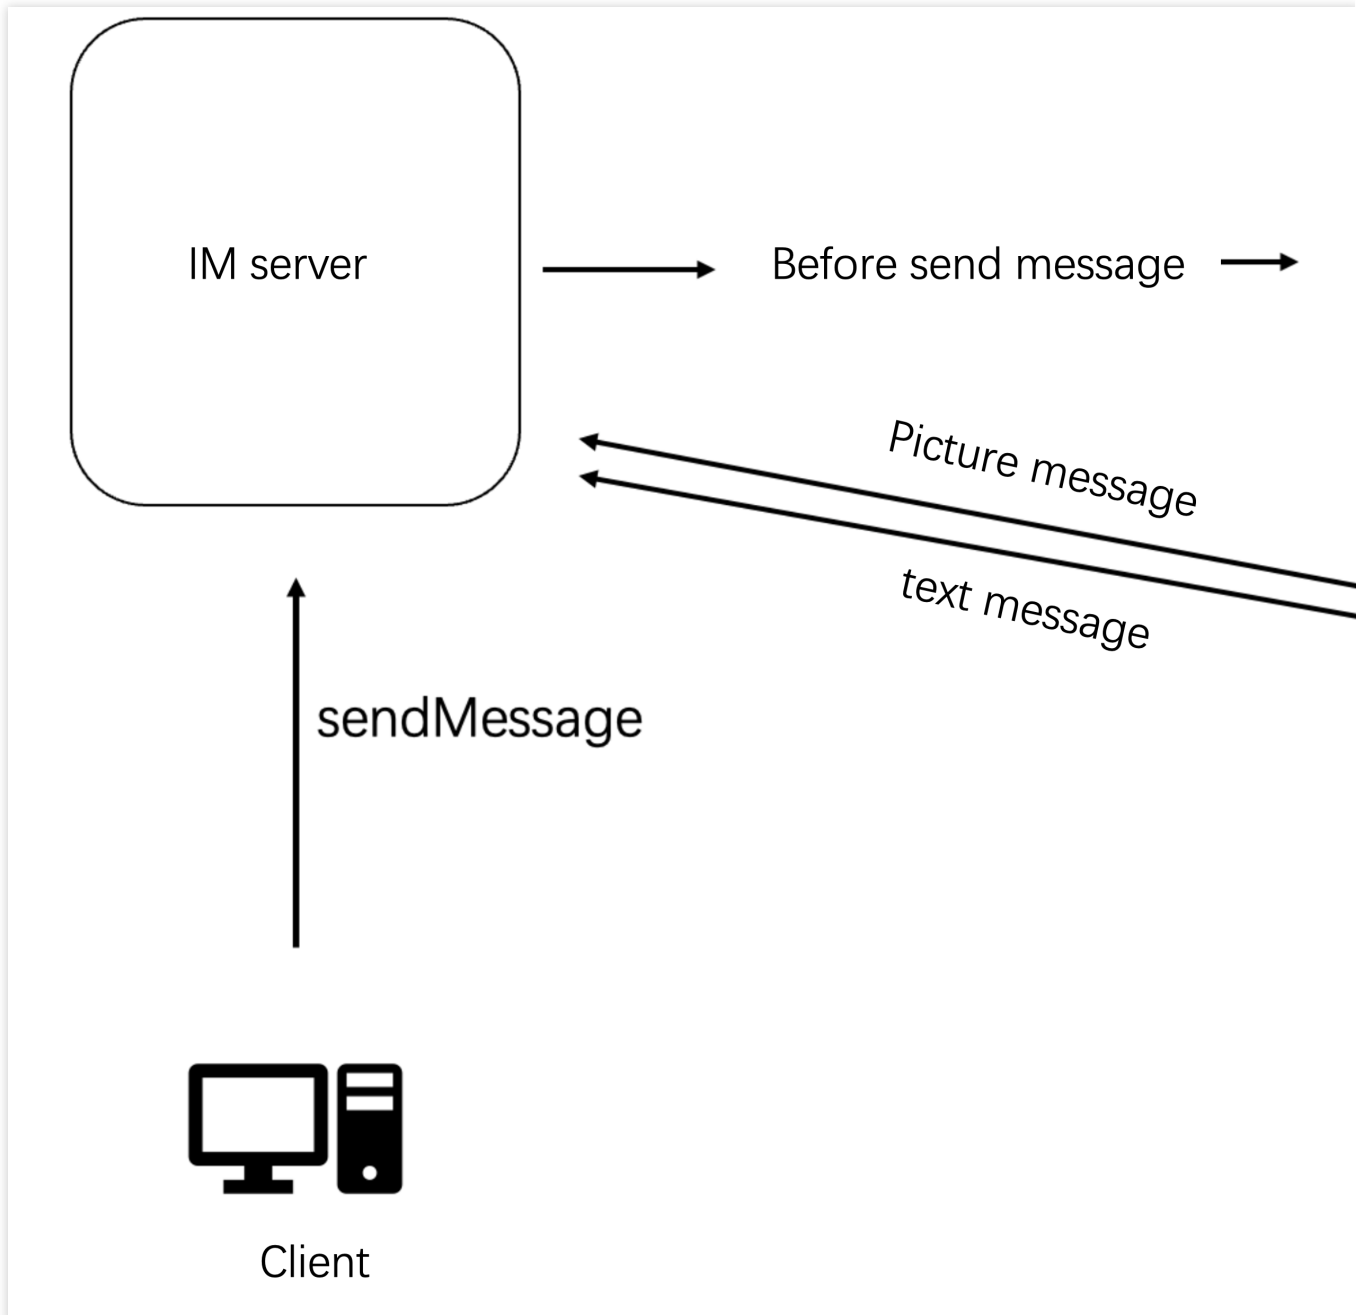 IM server
Before send message
Picture message
text message
sendMessage
Client